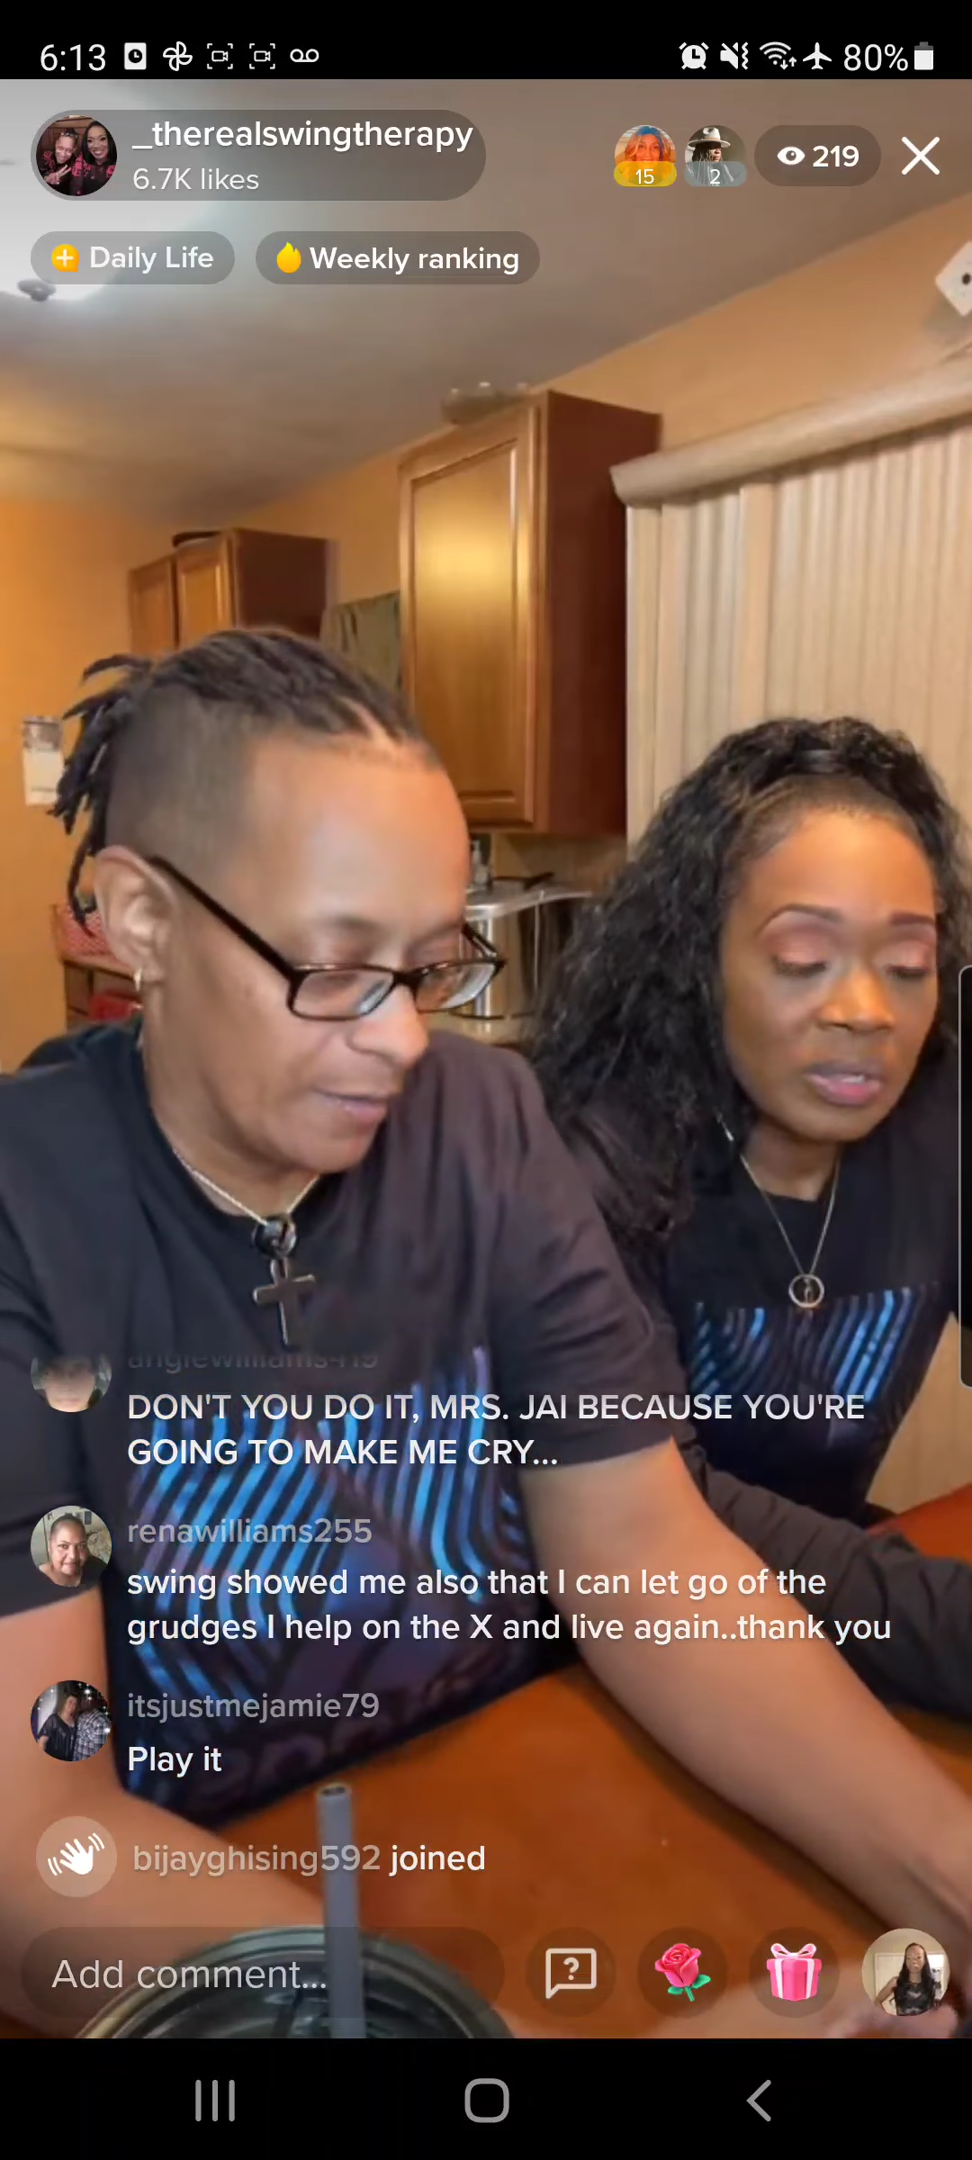 6:13
80%
_therealswingtherapy
6.7K likes
15
2
219
Daily Life
Weekly ranking
DON'T YOU DO IT, MRS. JAI BECAUSE YOU'RE
GOING TO MAKE ME CRY...
renawilliams255
swing showed me also that I can let go of the
grudges I help on the X and live again..thank you
itsjustmejamie79
Play it
bijayghising592 joined
Add comment...